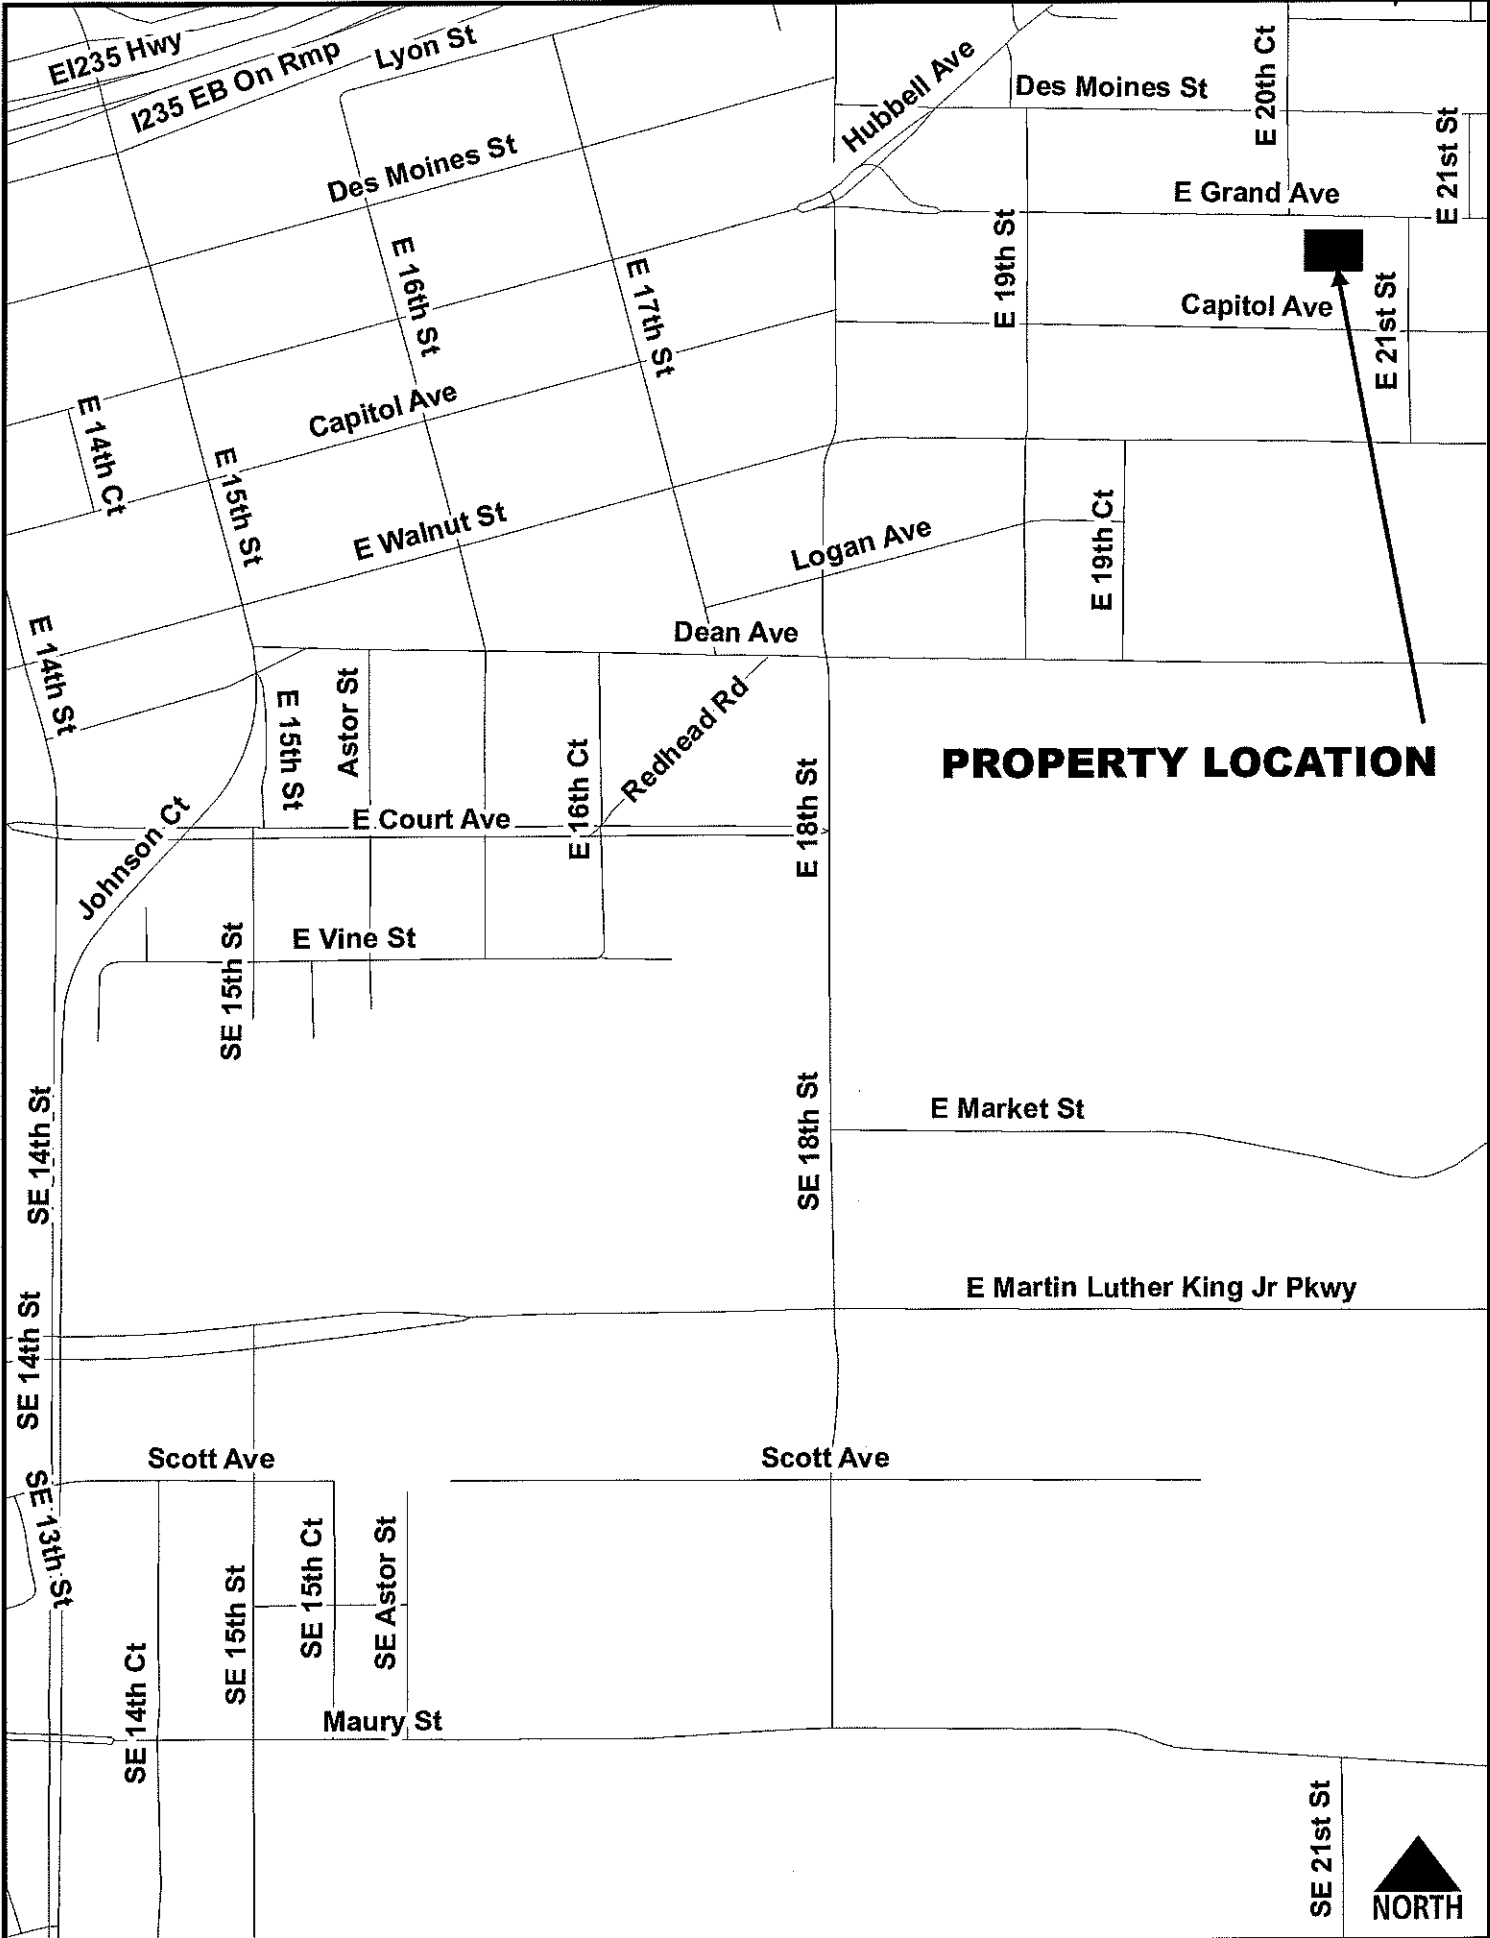 EI235 Hwy
I235 EB On Rmp
Lyon St
Hubbell Ave
Des Moines St
E 20th Ct
E 21st St
Des Moines St
E Grand Ave
E 16th St
E 17th St
E 19th St
Capitol Ave
E 21st St
E 14th Ct
Capitol Ave
E 15th St
E Walnut St
Logan Ave
E 19th Ct
E 14th St
Dean Ave
E 15th St
Astor St
Redhead Rd
PROPERTY LOCATION
E 16th Ct
E 18th St
Johnson Ct
E Court Ave
SE 15th St
E Vine St
SE 14th St
SE 18th St
E Market St
E Martin Luther King Jr Pkwy
SE 14th St
Scott Ave
Scott Ave
SE 13th St
SE 15th Ct
SE Astor St
SE 15th St
SE 14th Ct
Maury St
SE 21st St
NORTH